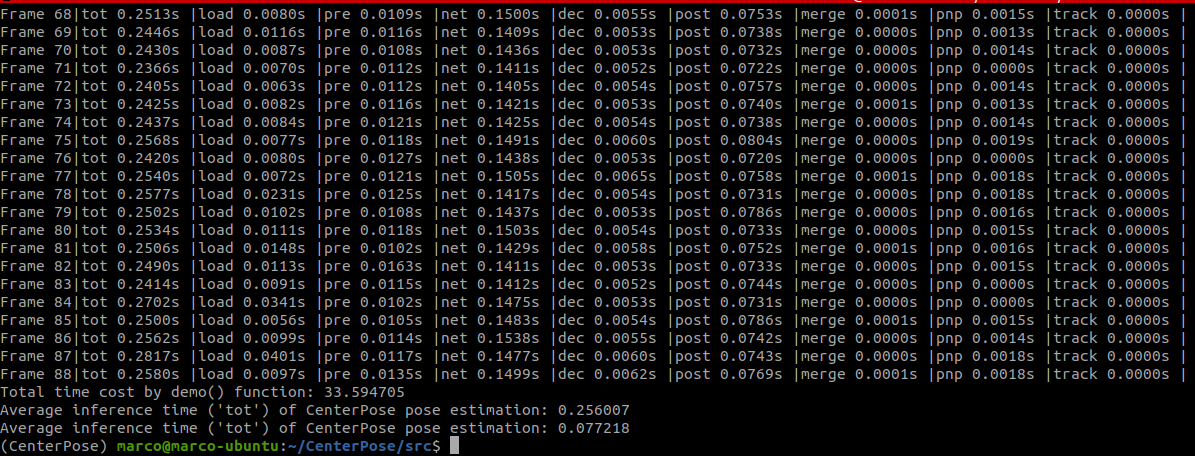 Frame 68|tot 0.2513s |load 0.0080s |pre 0.0109s |net 0.1500s |dec 0.0055s |post 0.0753s |merge 0.0001s |pnp 0.0015s |track 0.0000s |
Frame 69|tot 0.2446s |load 0.0116s |pre 0.0116s |net 0.1409s |dec 0.0053s |post 0.0738s |merge 0.0001s |pnp 0.0013s |track 0.0000s |
Frame 70|tot 0.2430s |load 0.0087s |pre 0.0108s |net 0.1436s |dec 0.0053s |post 0.0732s |merge 0.0000s |pnp 0.0014s |track 0.0000s |
Frame 71|tot 0.2366s |load 0.0070s |pre 0.0112s |net 0.1411s |dec 0.0052s |post 0.0722s |merge 0.0000s |pnp 0.0000s |track 0.0000s |
Frame 72|tot 0.2405s |load 0.0063s |pre 0.0112s |net 0.1405s |dec 0.0054s |post 0.0757s |merge 0.0000s |pnp 0.0014s |track 0.0000s |
Frame 73|tot 0.2425s |load 0.0082s |pre 0.0116s |net 0.1421s |dec 0.0053s |post 0.0740s |merge 0.0001s |pnp 0.0013s |track 0.0000s |
Frame 74|tot 0.2437s |load 0.0084s |pre 0.0121s |net 0.1425s |dec 0.0054s |post 0.0738s |merge 0.0000s |pnp 0.0014s |track 0.0000s |
Frame 75|tot 0.2568s |load 0.0077s |pre 0.0118s |net 0.1491s |dec 0.0060s |post 0.0804s |merge 0.0000s |pnp 0.0019s |track 0.0000s |
Frame 76|tot 0.2420s |load 0.0080s |pre 0.0127s |net 0.1438s |dec 0.0053s |post 0.0720s |merge 0.0000s |pnp 0.0000s |track 0.0000s |
Frame 77|tot 0.2540s |load 0.0072s |pre 0.0121s |net 0.1505s |dec 0.0065s |post 0.0758s |merge 0.0001s |pnp 0.0018s |track 0.0000s |
Frame 78|tot 0.2577s |load 0.0231s |pre 0.0125s |net 0.1417s |dec 0.0054s |post 0.0731s |merge 0.0000s |pnp 0.0018s |track 0.0000s |
Frame 79|tot 0.2502s |load 0.0102s |pre 0.0108s |net 0.1437s |dec 0.0053s |post 0.0786s |merge 0.0000s |pnp 0.0016s |track 0.0000s |
Frame 80|tot 0.2534s |load 0.0111s |pre 0.0118s |net 0.1503s |dec 0.0054s |post 0.0733s |merge 0.0000s |pnp 0.0015s |track 0.0000s |
Frame 81|tot 0.2506s |load 0.0148s |pre 0.0102s |net 0.1429s |dec 0.0058s |post 0.0752s |merge 0.0001s |pnp 0.0016s |track 0.0000s |
Frame 82|tot 0.2490s |load 0.0113s |pre 0.0163s |net 0.1411s |dec 0.0053s |post 0.0733s |merge 0.0001s |pnp 0.0015s |track 0.0000s |
Frame 83|tot 0.2414s |load 0.0091s |pre 0.0115s |net 0.1412s |dec 0.0052s |post 0.0744s |merge 0.0000s |pnp 0.0000s |track 0.0000s |
Frame 84|tot 0.2702s |load 0.0341s |pre 0.0102s |net 0.1475s |dec 0.0053s |post 0.0731s |merge 0.0000s |pnp 0.0000s |track 0.0000s |
Frame 85|tot 0.2500s |load 0.0056s |pre 0.0105s |net 0.1483s |dec 0.0054s |post 0.0786s |merge 0.0001s |pnp 0.0015s |track 0.0000s |
Frame 86|tot 0.2562s |load 0.0099s |pre 0.0114s |net 0.1538s |dec 0.0055s |post 0.0742s |merge 0.0000s |pnp 0.0014s |track 0.0000s |
Frame 87|tot 0.2817s |load 0.0401s |pre 0.0117s |net 0.1477s |dec 0.0060s |post 0.0743s |merge 0.0000s |pnp 0.0018s |track 0.0000s |
Frame 88|tot 0.2580s |load 0.0097s |pre 0.0135s |net 0.1499s |dec 0.0062s |post 0.0769s |merge 0.0001s |pnp 0.0018s |track 0.0000s |
Total time cost by demo() function: 33.594705
Average inference time ('tot') of CenterPose pose estimation: 0.256007
Average inference time ('tot') of CenterPose pose estimation: 0.077218
(CenterPose) marco@marco-ubuntu:~/CenterPose/src$